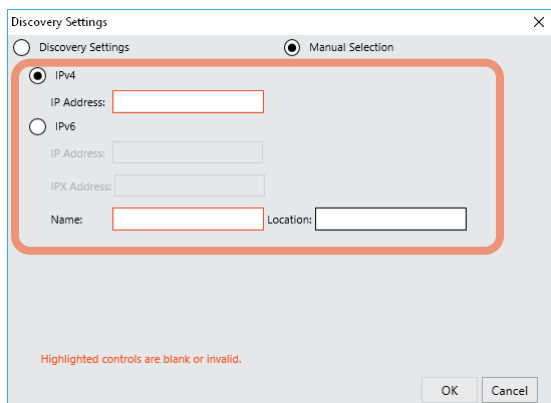 Discovery Settings
Discovery Settings Manual Selection
IPv4
IP Address:
IPv6
IP Address:
IPX Address:
Name: Location:
Highlighted controls are blank or invalid.
OK Cancel